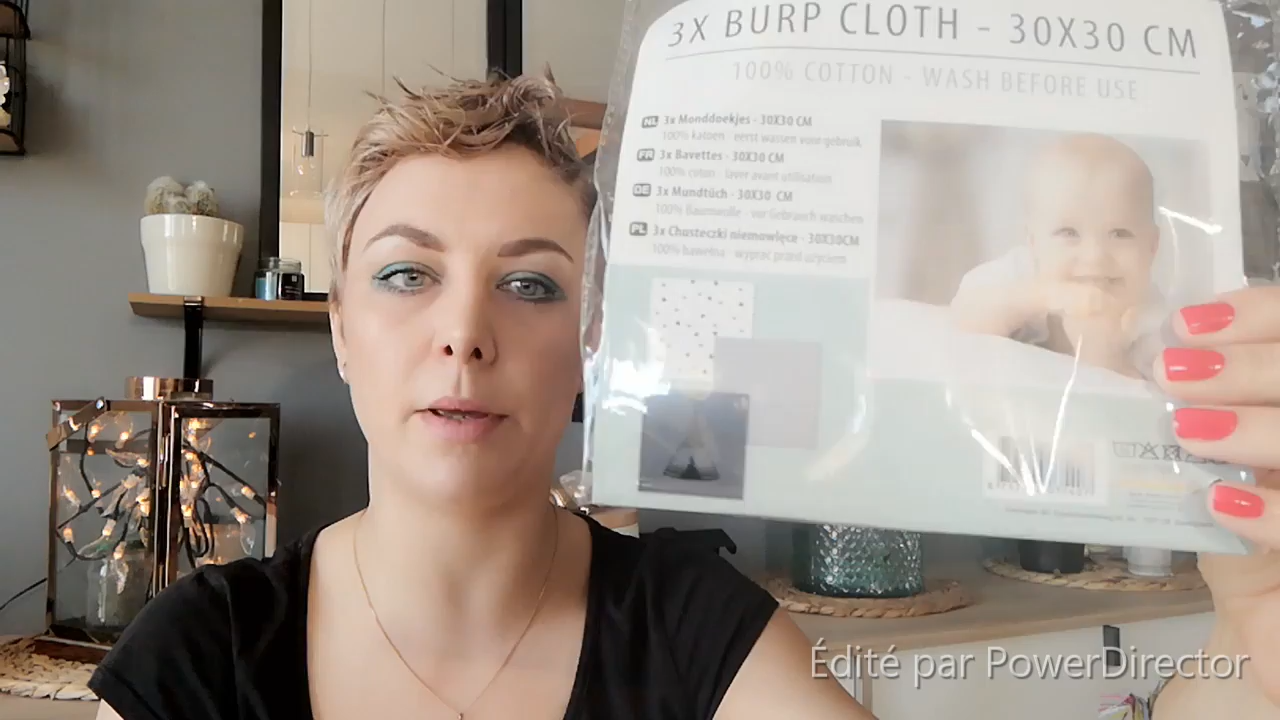 3X BURP CLOTH - 30X30 CM
100% COTTON - WASH BEFORE USE
NL 3x Monddoekjes - 30X30 CM
100% katoen - eerst wassen voor gebruik
FR 3x Bavettes - 30X30 CM
100% coton - laver avant utilisation
DE 3x Mundtüch - 30X30 CM
100% Baumwolle - vor Gebrauch waschen
PL 3x Chusteczki niemowlęce - 30X30CM
100% bawełna - wyprać przed użyciem
Édité par PowerDirector